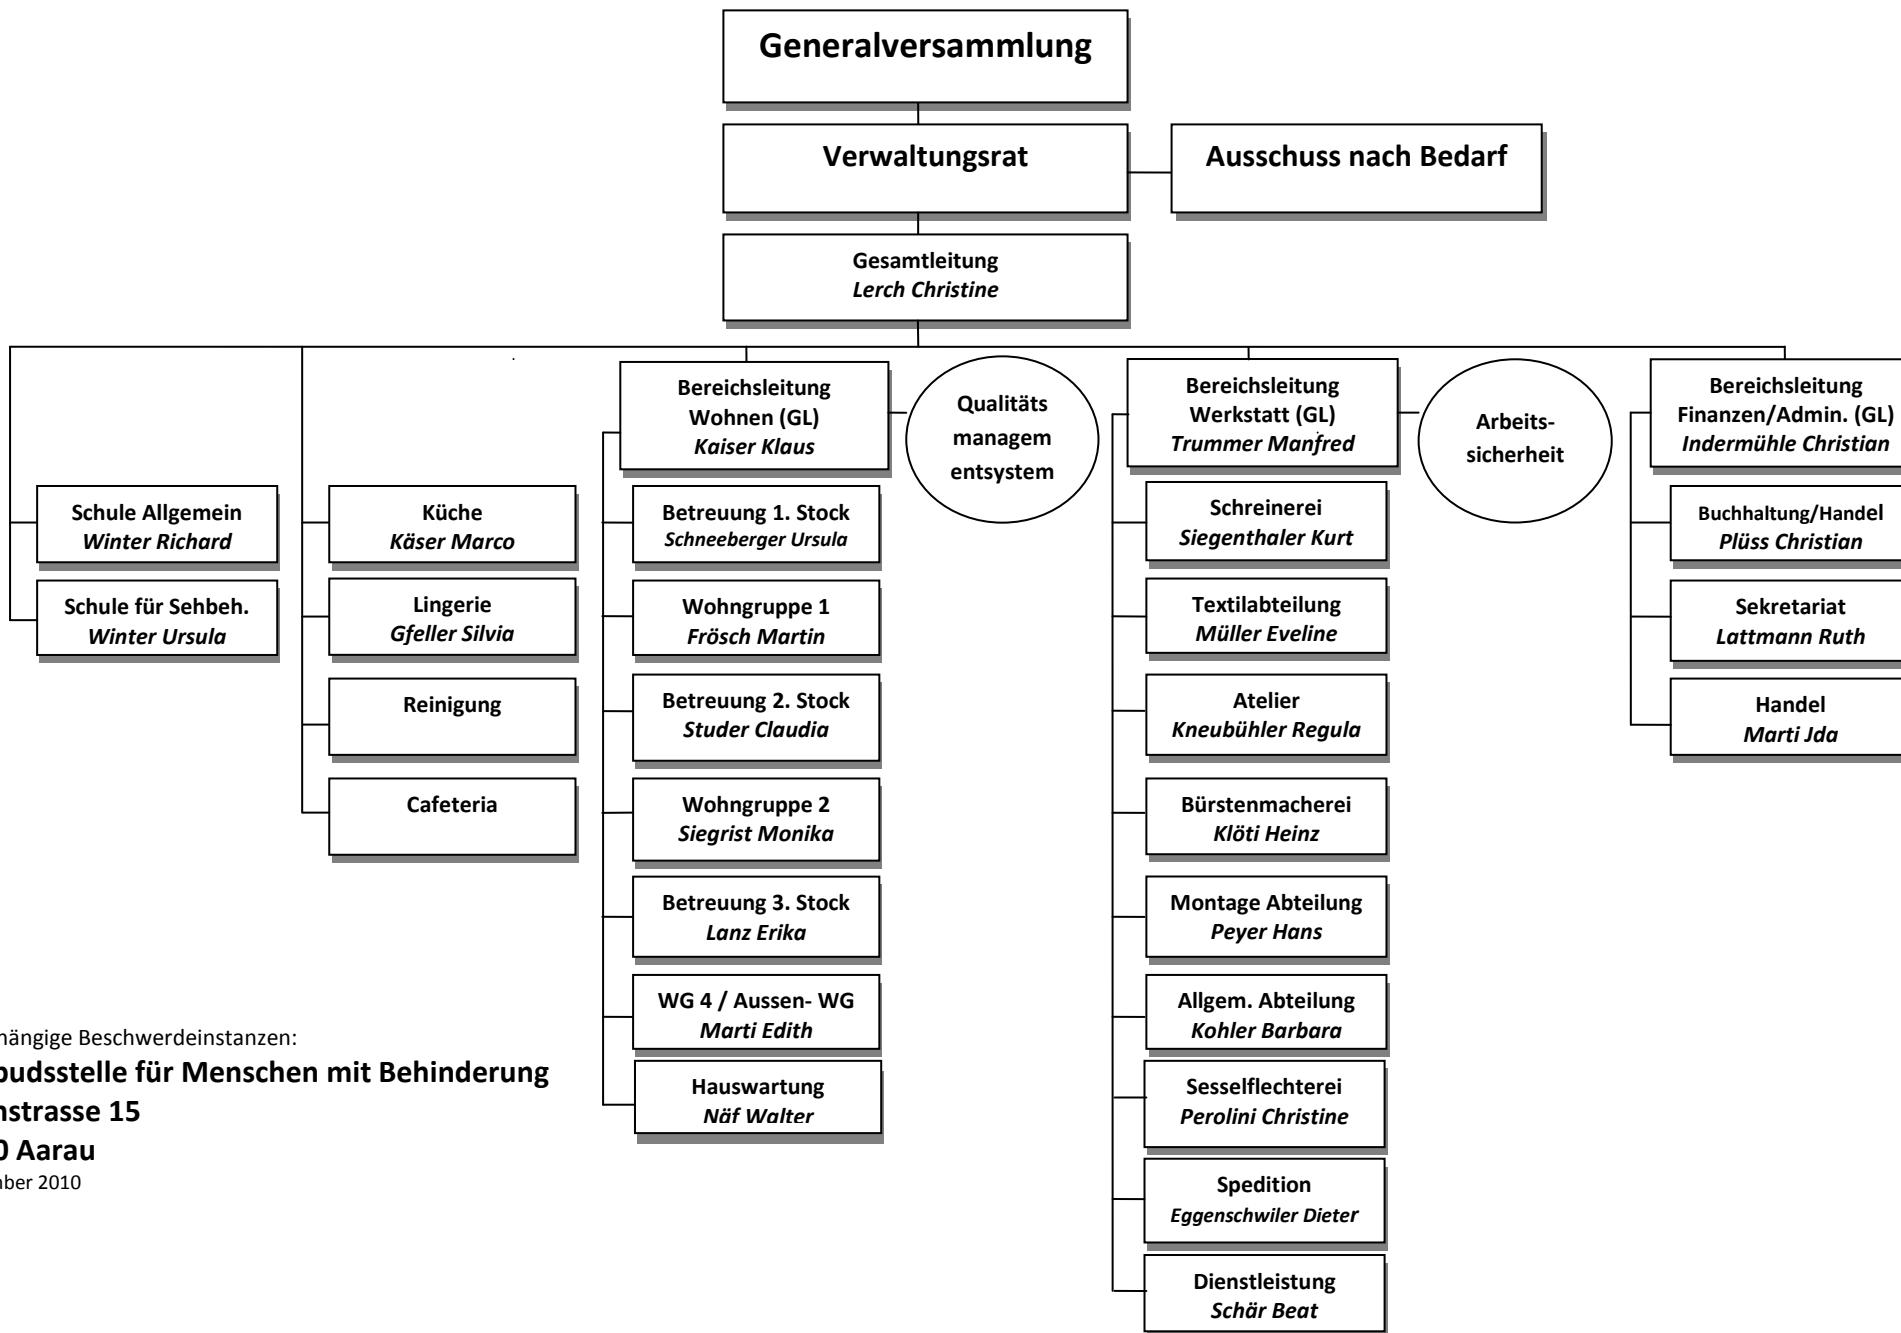 Generalversammlung
Verwaltungsrat
Ausschuss nach Bedarf
Gesamtleitung
Lerch Christine
Bereichsleitung
Wohnen (GL)
Kaiser Klaus
Qualitäts
managem
entsystem
Bereichsleitung
Werkstatt (GL)
Trummer Manfred
Arbeits-
sicherheit
Bereichsleitung
Finanzen/Admin. (GL)
Indermühle Christian
Schule Allgemein
Winter Richard
Schule für Sehbeh.
Winter Ursula
Küche
Käser Marco
Lingerie
Gfeller Silvia
Reinigung
Cafeteria
Betreuung 1. Stock
Schneeberger Ursula
Wohngruppe 1
Frösch Martin
Betreuung 2. Stock
Studer Claudia
Wohngruppe 2
Siegrist Monika
Betreuung 3. Stock
Lanz Erika
WG 4 / Aussen- WG
Marti Edith
Hauswartung
Näf Walter
Schreinerei
Siegenthaler Kurt
Textilabteilung
Müller Eveline
Atelier
Kneubühler Regula
Bürstenmacherei
Klöti Heinz
Montage Abteilung
Peyer Hans
Allgem. Abteilung
Kohler Barbara
Sesselflechterei
Perolini Christine
Spedition
Eggenschwiler Dieter
Dienstleistung
Schär Beat
Buchhaltung/Handel
Plüss Christian
Sekretariat
Lattmann Ruth
Handel
Marti Jda
hängige Beschwerdeinstanzen:
budsstelle für Menschen mit Behinderung
nstrasse 15
0 Aarau
mber 2010